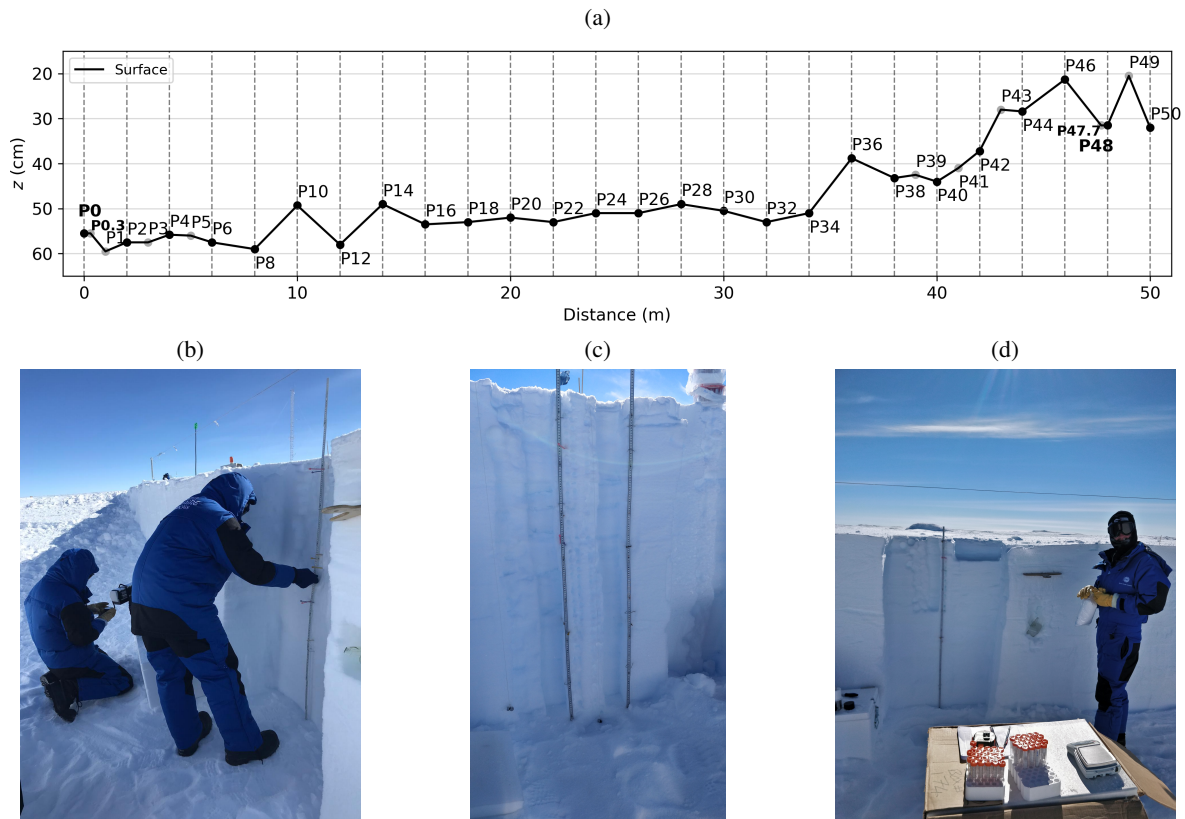 (a)
Surface
z (cm)
20
30
40
50
60
P0
P0.3
P1
P2
P3
P4
P5
P6
P8
P10
P12
P14
P16
P18
P20
P22
P24
P26
P28
P30
P32
P34
P36
P38
P39
P40
P41
P42
P43
P44
P46
P47.7
P48
P49
P50
0
10
20
30
40
50
Distance (m)
(b)
(c)
(d)